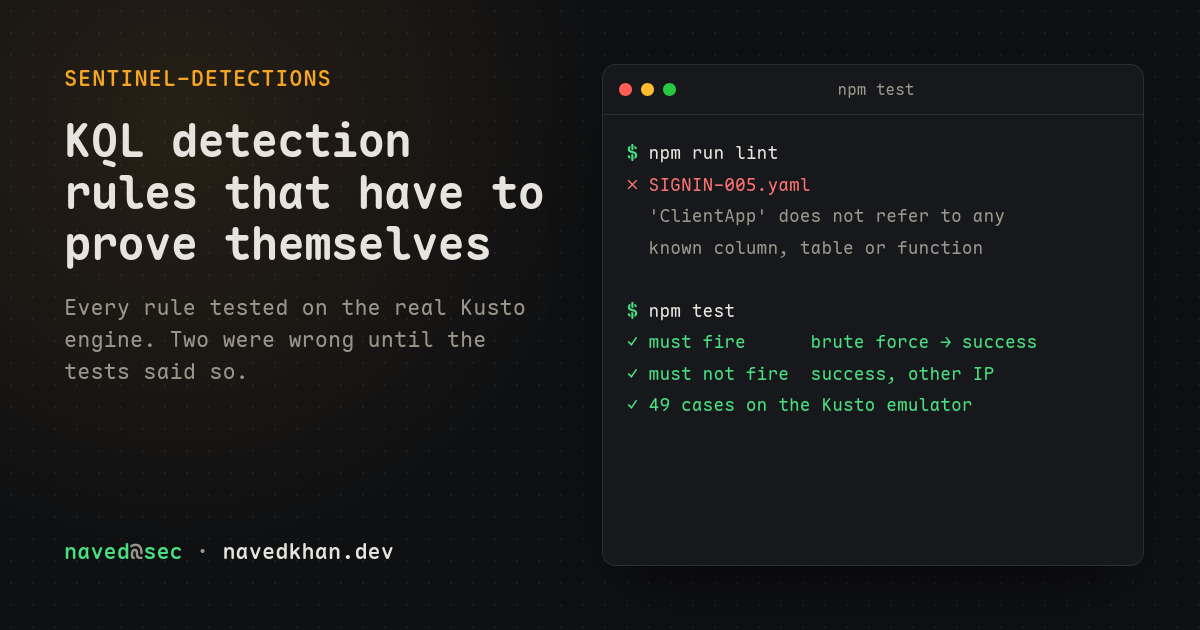 SENTINEL-DETECTIONS
KQL detection
rules that have to
prove themselves
Every rule tested on the real Kusto
engine. Two were wrong until the
tests said so.
naved@sec · navedkhan.dev
npm test
$ npm run lint
✕ SIGNIN-005.yaml
'ClientApp' does not refer to any
known column, table or function
$ npm test
✓ must fire brute force → success
✓ must not fire success, other IP
✓ 49 cases on the Kusto emulator